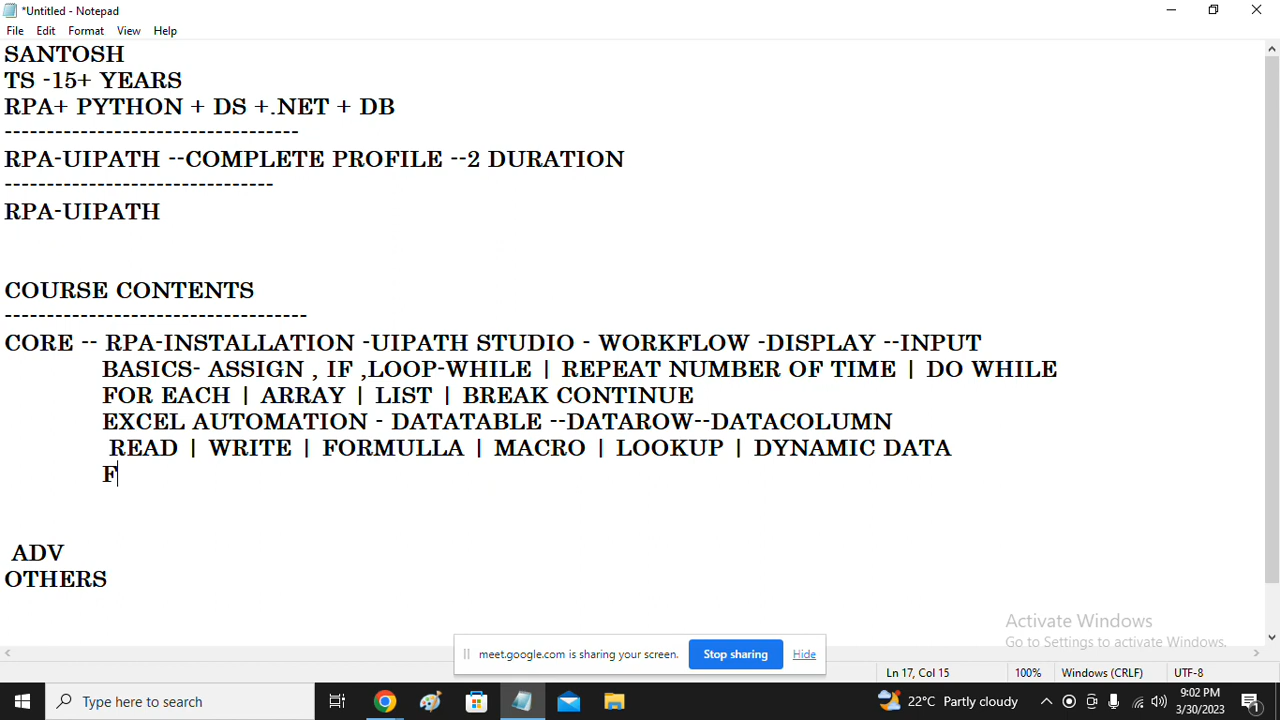 *Untitled - Notepad
File Edit Format View Help
SANTOSH
TS -15+ YEARS
RPA+ PYTHON + DS +.NET + DB
-----------------------------------
RPA-UIPATH --COMPLETE PROFILE --2 DURATION
--------------------------------
RPA-UIPATH
COURSE CONTENTS
------------------------------------
CORE -- RPA-INSTALLATION -UIPATH STUDIO - WORKFLOW -DISPLAY --INPUT
BASICS- ASSIGN , IF ,LOOP-WHILE | REPEAT NUMBER OF TIME | DO WHILE
FOR EACH | ARRAY | LIST | BREAK CONTINUE
EXCEL AUTOMATION - DATATABLE --DATAROW--DATACOLUMN
READ | WRITE | FORMULLA | MACRO | LOOKUP | DYNAMIC DATA
F
ADV
OTHERS
Activate Windows
Go to Settings to activate Windows.
meet.google.com is sharing your screen. Stop sharing Hide
Ln 17, Col 15 100% Windows (CRLF) UTF-8
Type here to search 22°C Partly cloudy 9:02 PM
3/30/2023 1